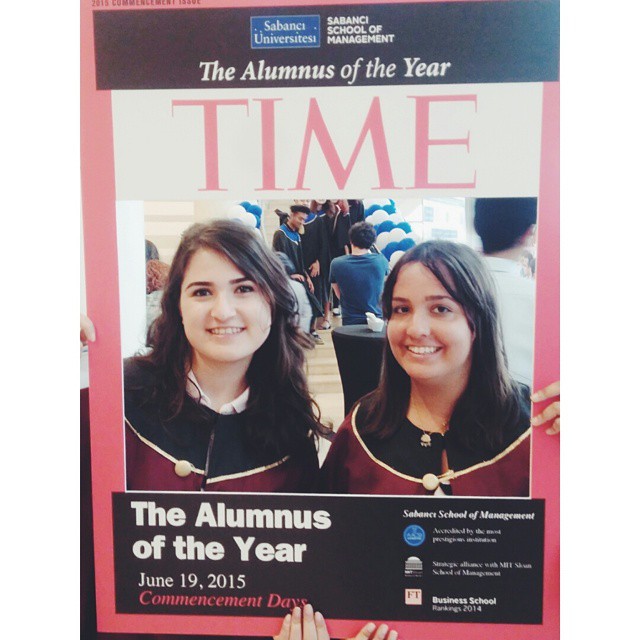 2015 COMMENCEMENT ISSUE
Sabancı
Üniversitesi
SABANCI
SCHOOL OF
MANAGEMENT
The Alumnus of the Year
TIME
The Alumnus
of the Year
June 19, 2015
Commencement Days
Sabancı School of Management
Accredited by the most
prestigious institution
Strategic alliance with MIT Sloan
School of Management
FT
Business School
Rankings 2014